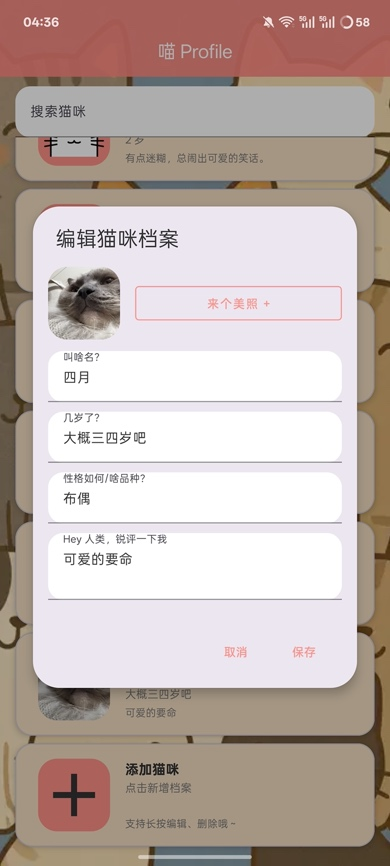 04:36
5G 5G 58
喵 Profile
搜索猫咪
2岁
有点迷糊，总闹出可爱的笑话。
编辑猫咪档案
来个美照 +
叫啥名?
四月
几岁了?
大概三四岁吧
性格如何/啥品种?
布偶
Hey 人类，锐评一下我
可爱的要命
取消
保存
大概三四岁吧
可爱的要命
添加猫咪
点击新增档案
支持长按编辑、删除哦~